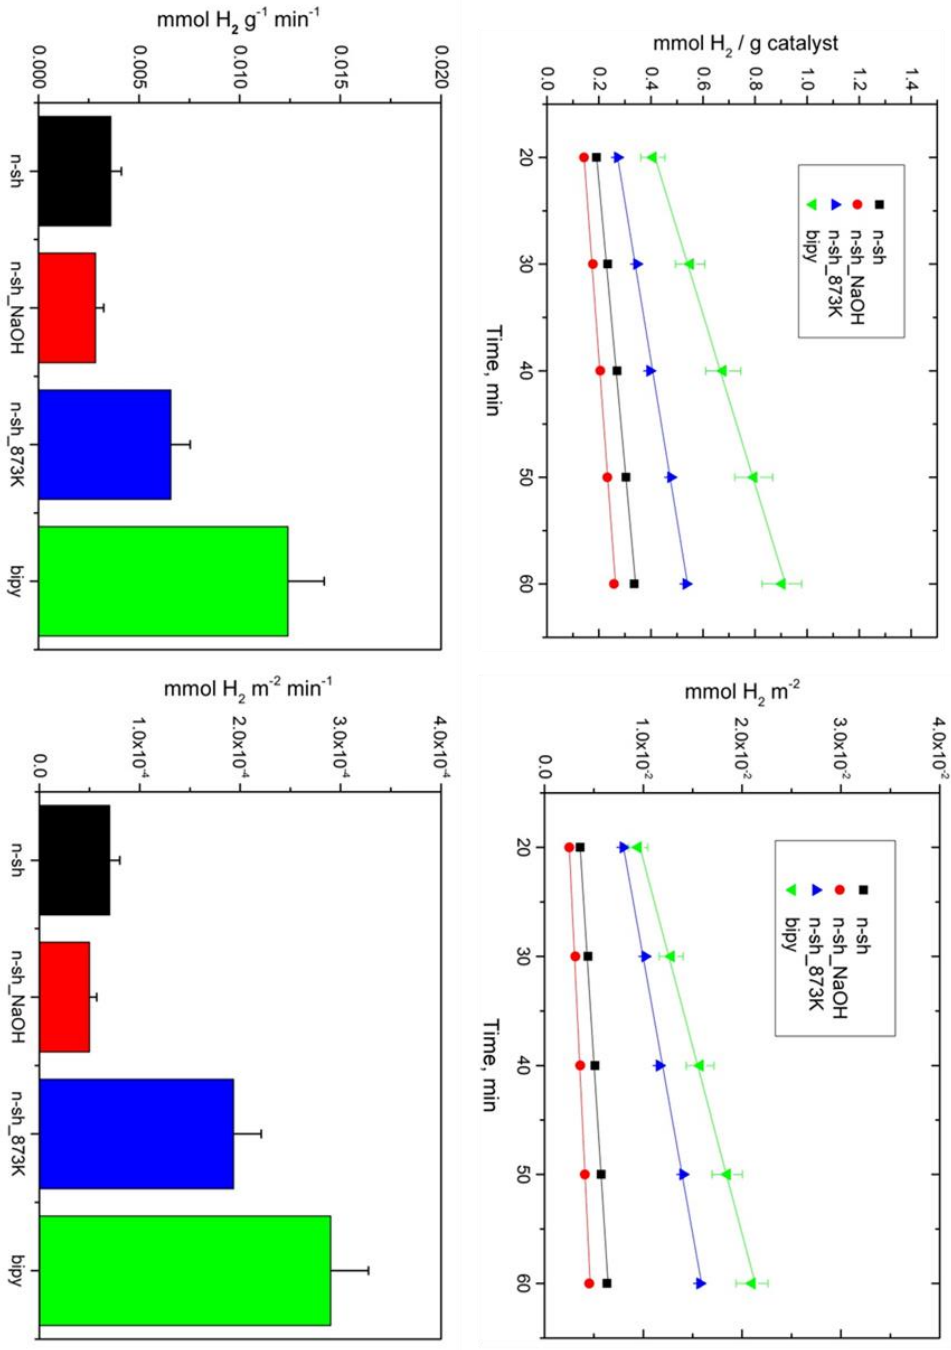 mmol H₂ / g catalyst
1.4
1.2
1.0
0.8
0.6
0.4
0.2
0.0
n-sh
n-sh_NaOH
n-sh_873K
bipy
20 30 40 50 60
Time, min
mmol H₂ m⁻²
4.0x10⁻²
3.0x10⁻²
2.0x10⁻²
1.0x10⁻²
0.0
n-sh
n-sh_NaOH
n-sh_873K
bipy
20 30 40 50 60
Time, min
mmol H₂ g⁻¹ min⁻¹
0.020
0.015
0.010
0.005
0.000
n-sh n-sh_NaOH n-sh_873K bipy
mmol H₂ m⁻² min⁻¹
4.0x10⁻⁴
3.0x10⁻⁴
2.0x10⁻⁴
1.0x10⁻⁴
0.0
n-sh n-sh_NaOH n-sh_873K bipy